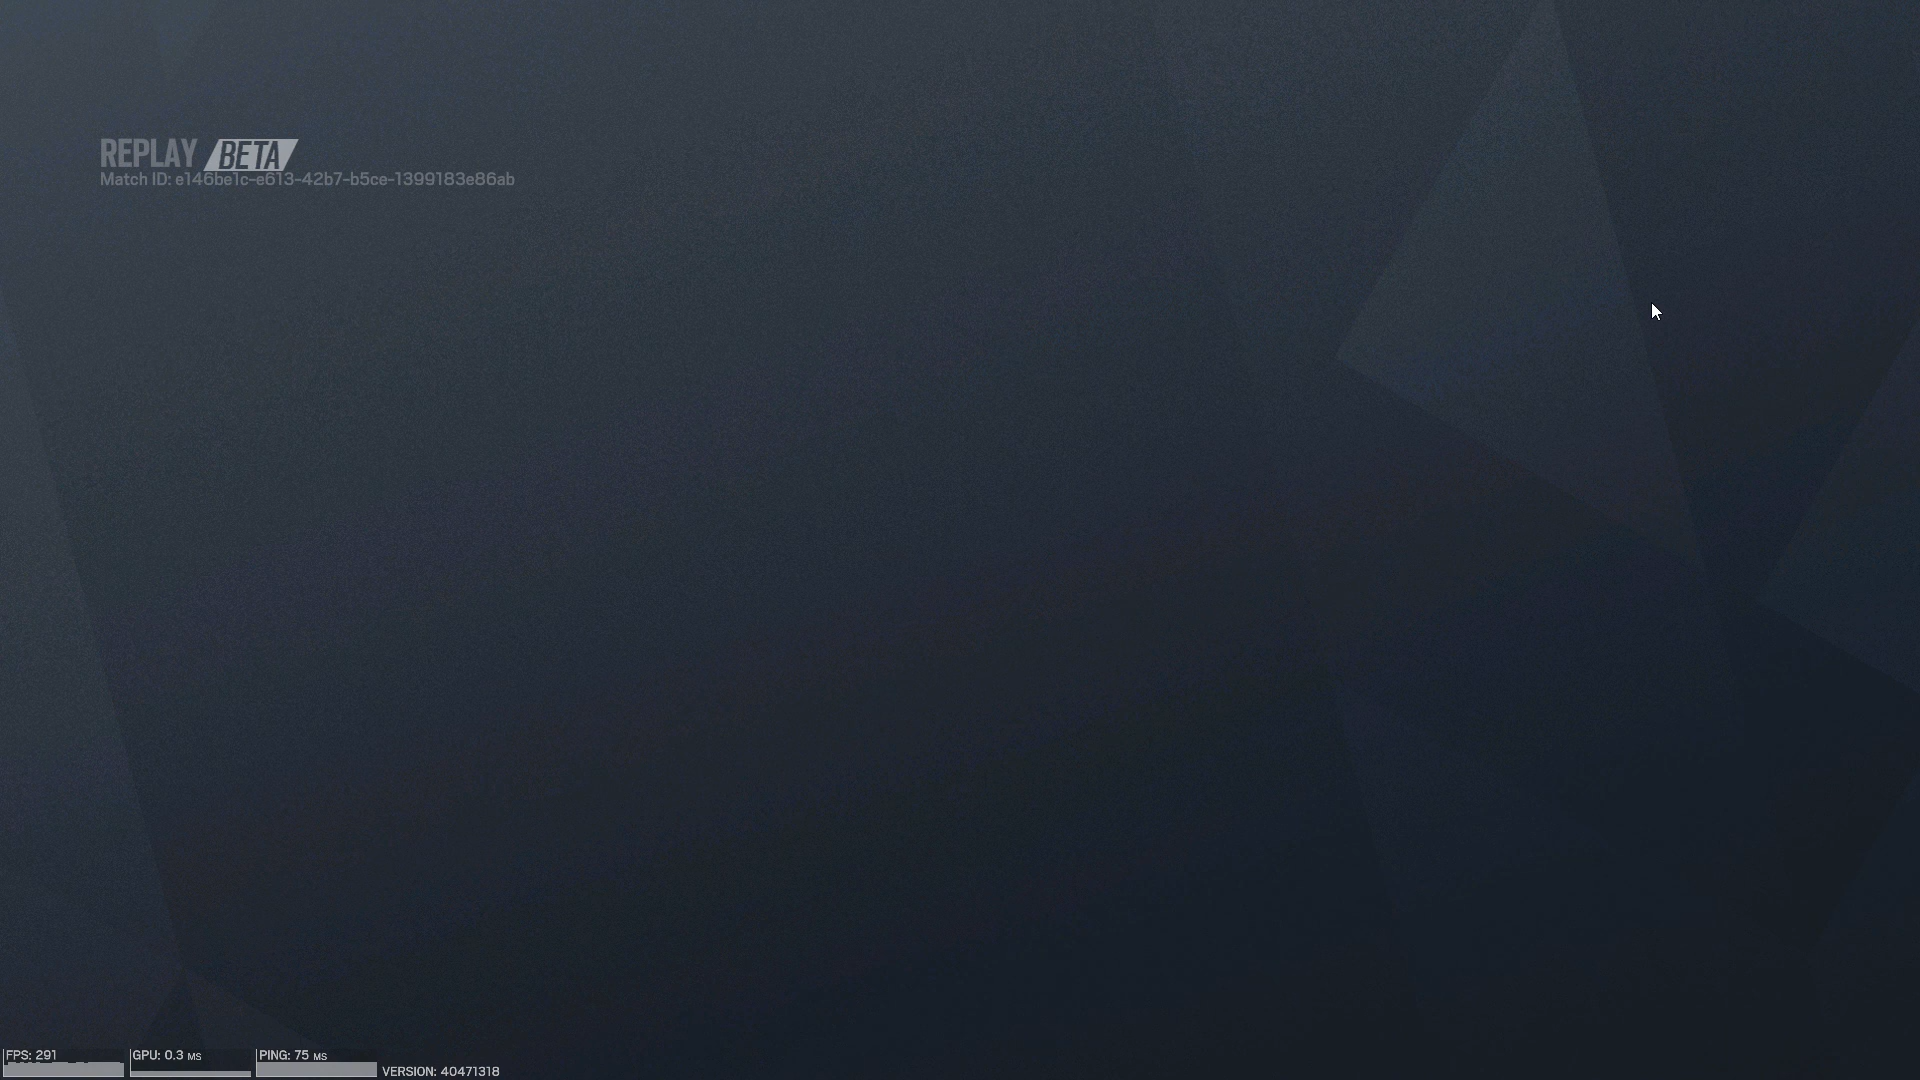 REPLAY BETA
Match ID: e146be1c-e613-42b7-b5ce-1399183e86ab
FPS: 291 GPU: 0.3 MS PING: 75 MS VERSION: 40471318